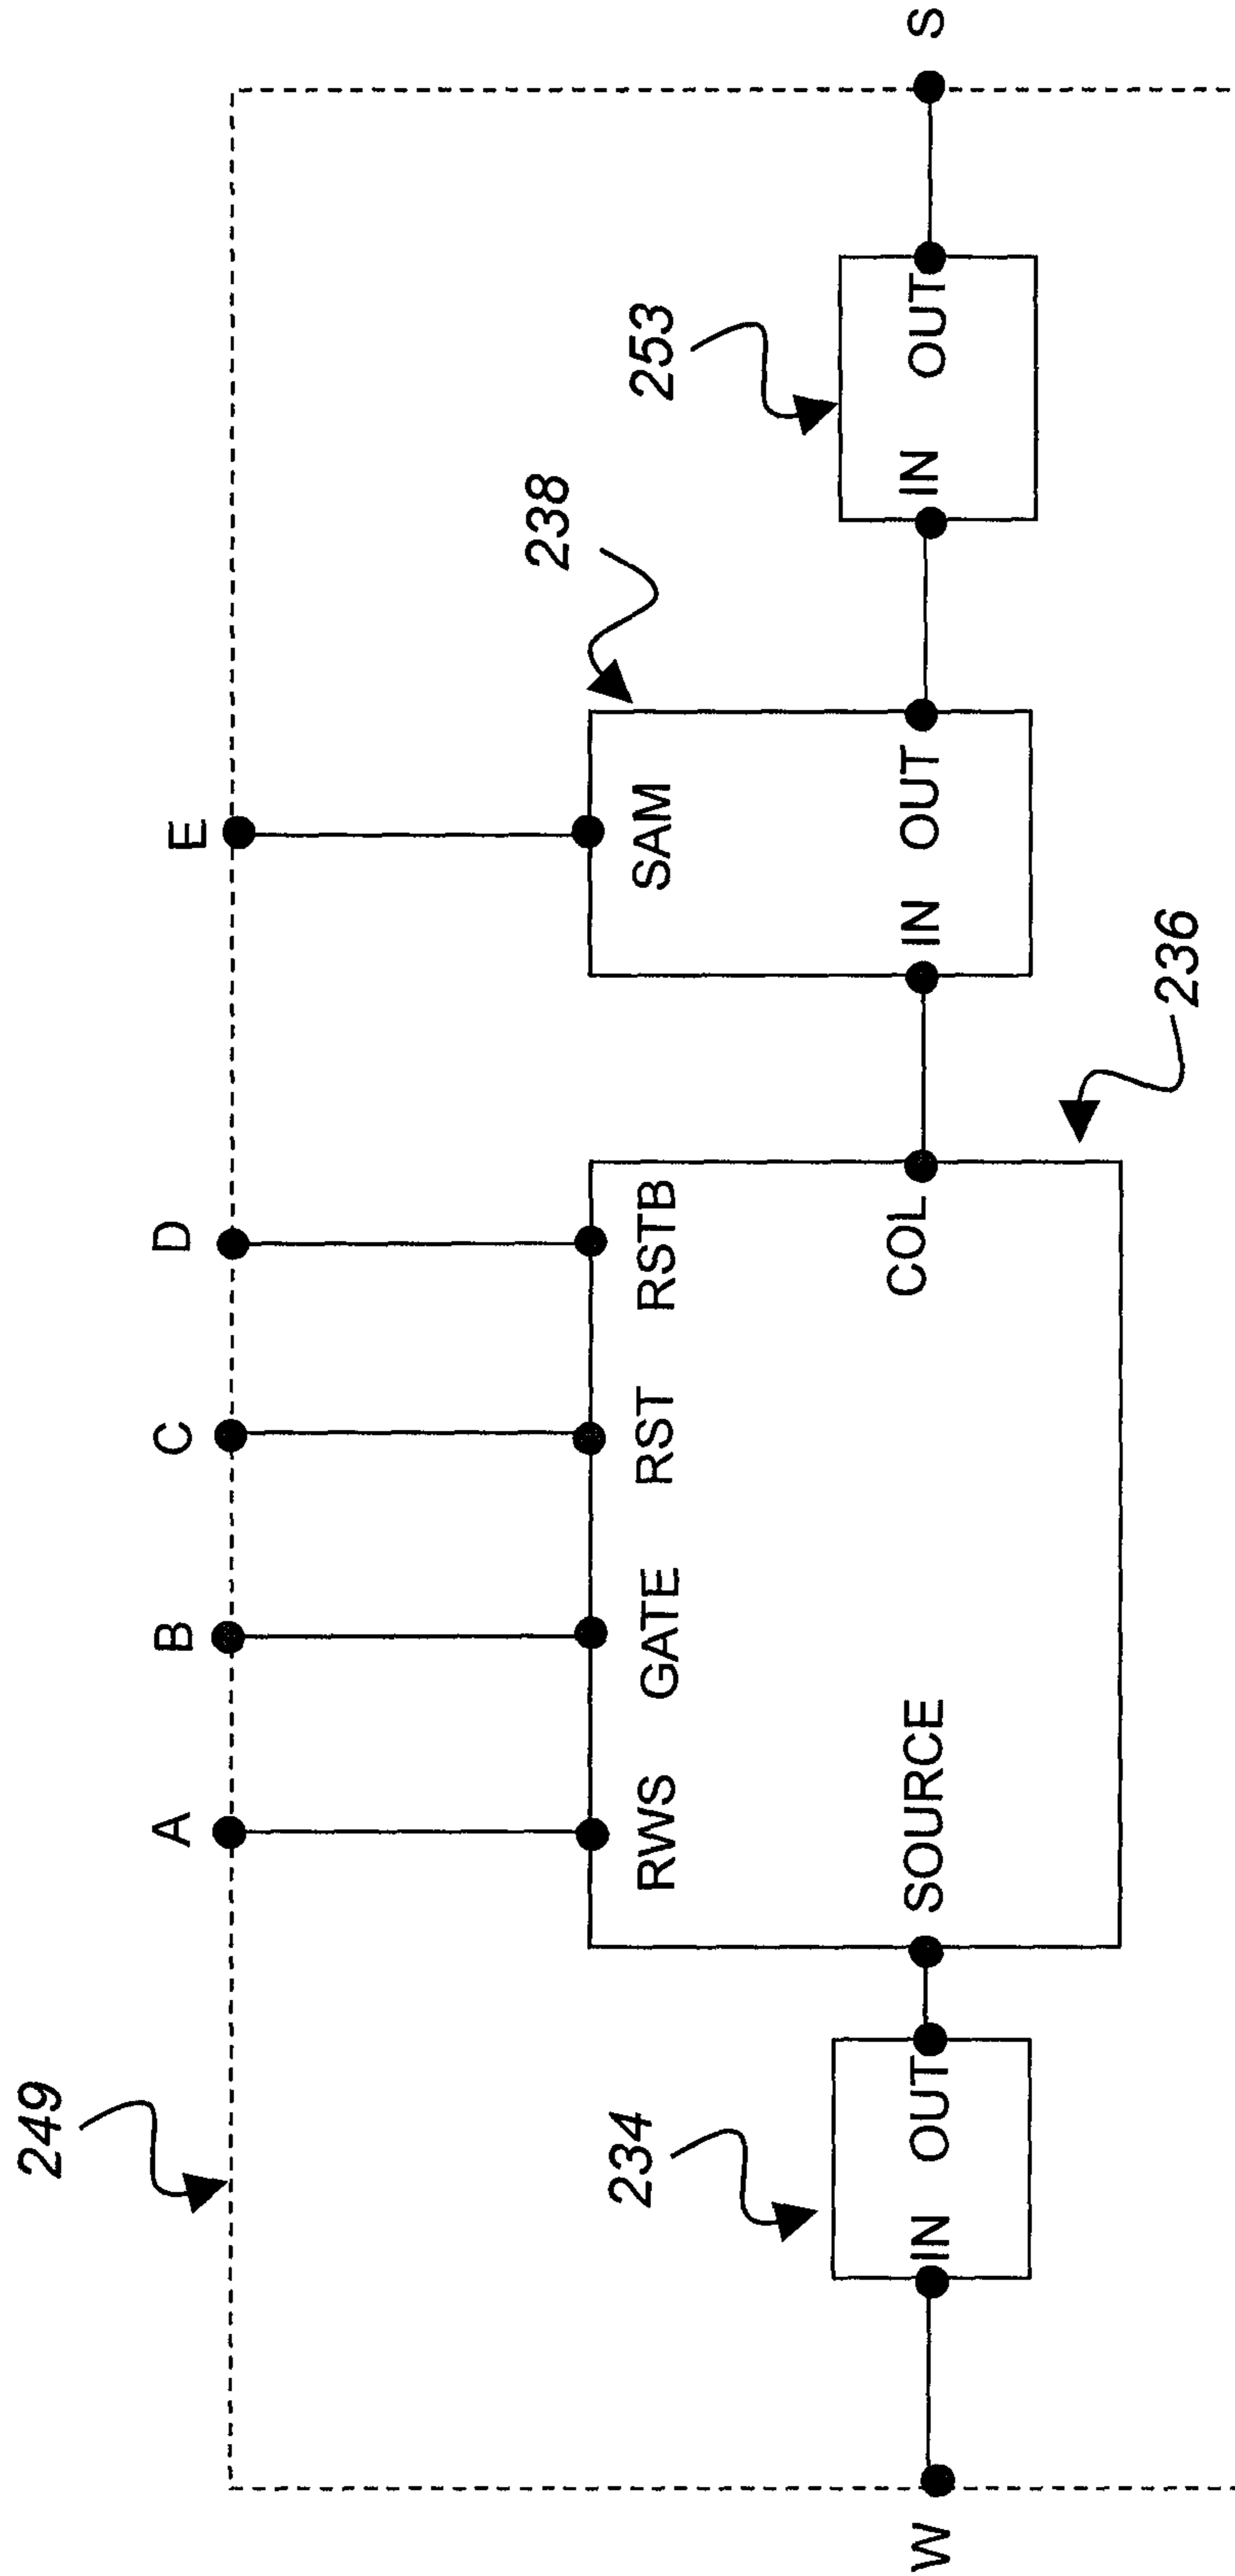 249
A
B
C
D
E
234
238
253
236
RWS
GATE
RST
RSTB
SAM
W
IN
OUT
SOURCE
COL
IN
OUT
IN
OUT
S